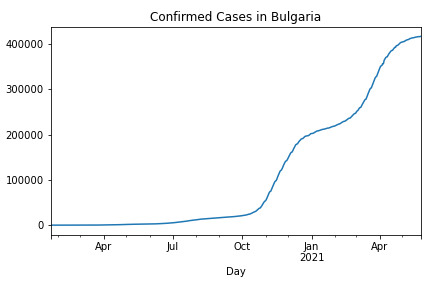 Confirmed Cases in Bulgaria
400000
300000
200000
100000
0
Apr
Jul
Oct
Jan
2021
Apr
Day